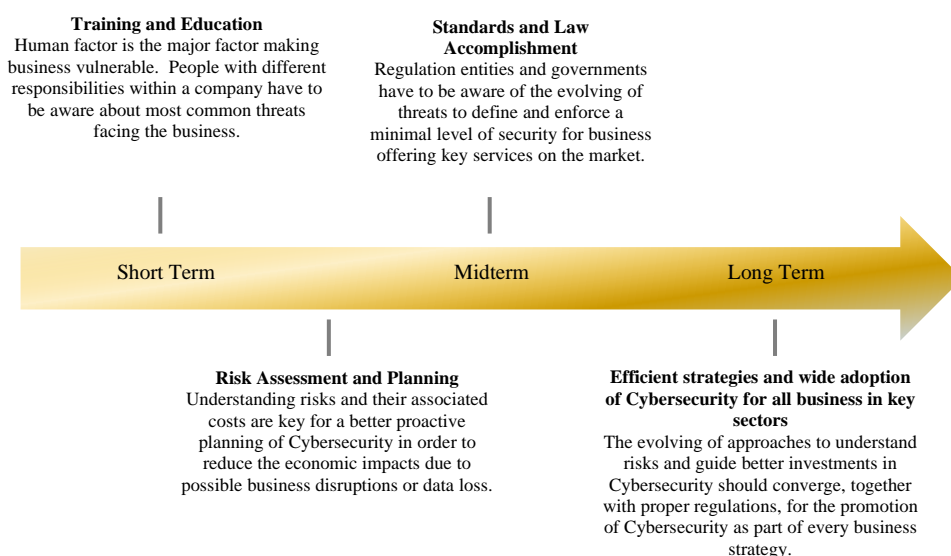 Training and Education
Human factor is the major factor making
business vulnerable. People with different
responsibilities within a company have to
be aware about most common threats
facing the business.
Standards and Law
Accomplishment
Regulation entities and governments
have to be aware of the evolving of
threats to define and enforce a
minimal level of security for business
offering key services on the market.
Short Term
Midterm
Long Term
Risk Assessment and Planning
Understanding risks and their associated
costs are key for a better proactive
planning of Cybersecurity in order to
reduce the economic impacts due to
possible business disruptions or data loss.
Efficient strategies and wide adoption
of Cybersecurity for all business in key
sectors
The evolving of approaches to understand
risks and guide better investments in
Cybersecurity should converge, together
with proper regulations, for the promotion
of Cybersecurity as part of every business
strategy.